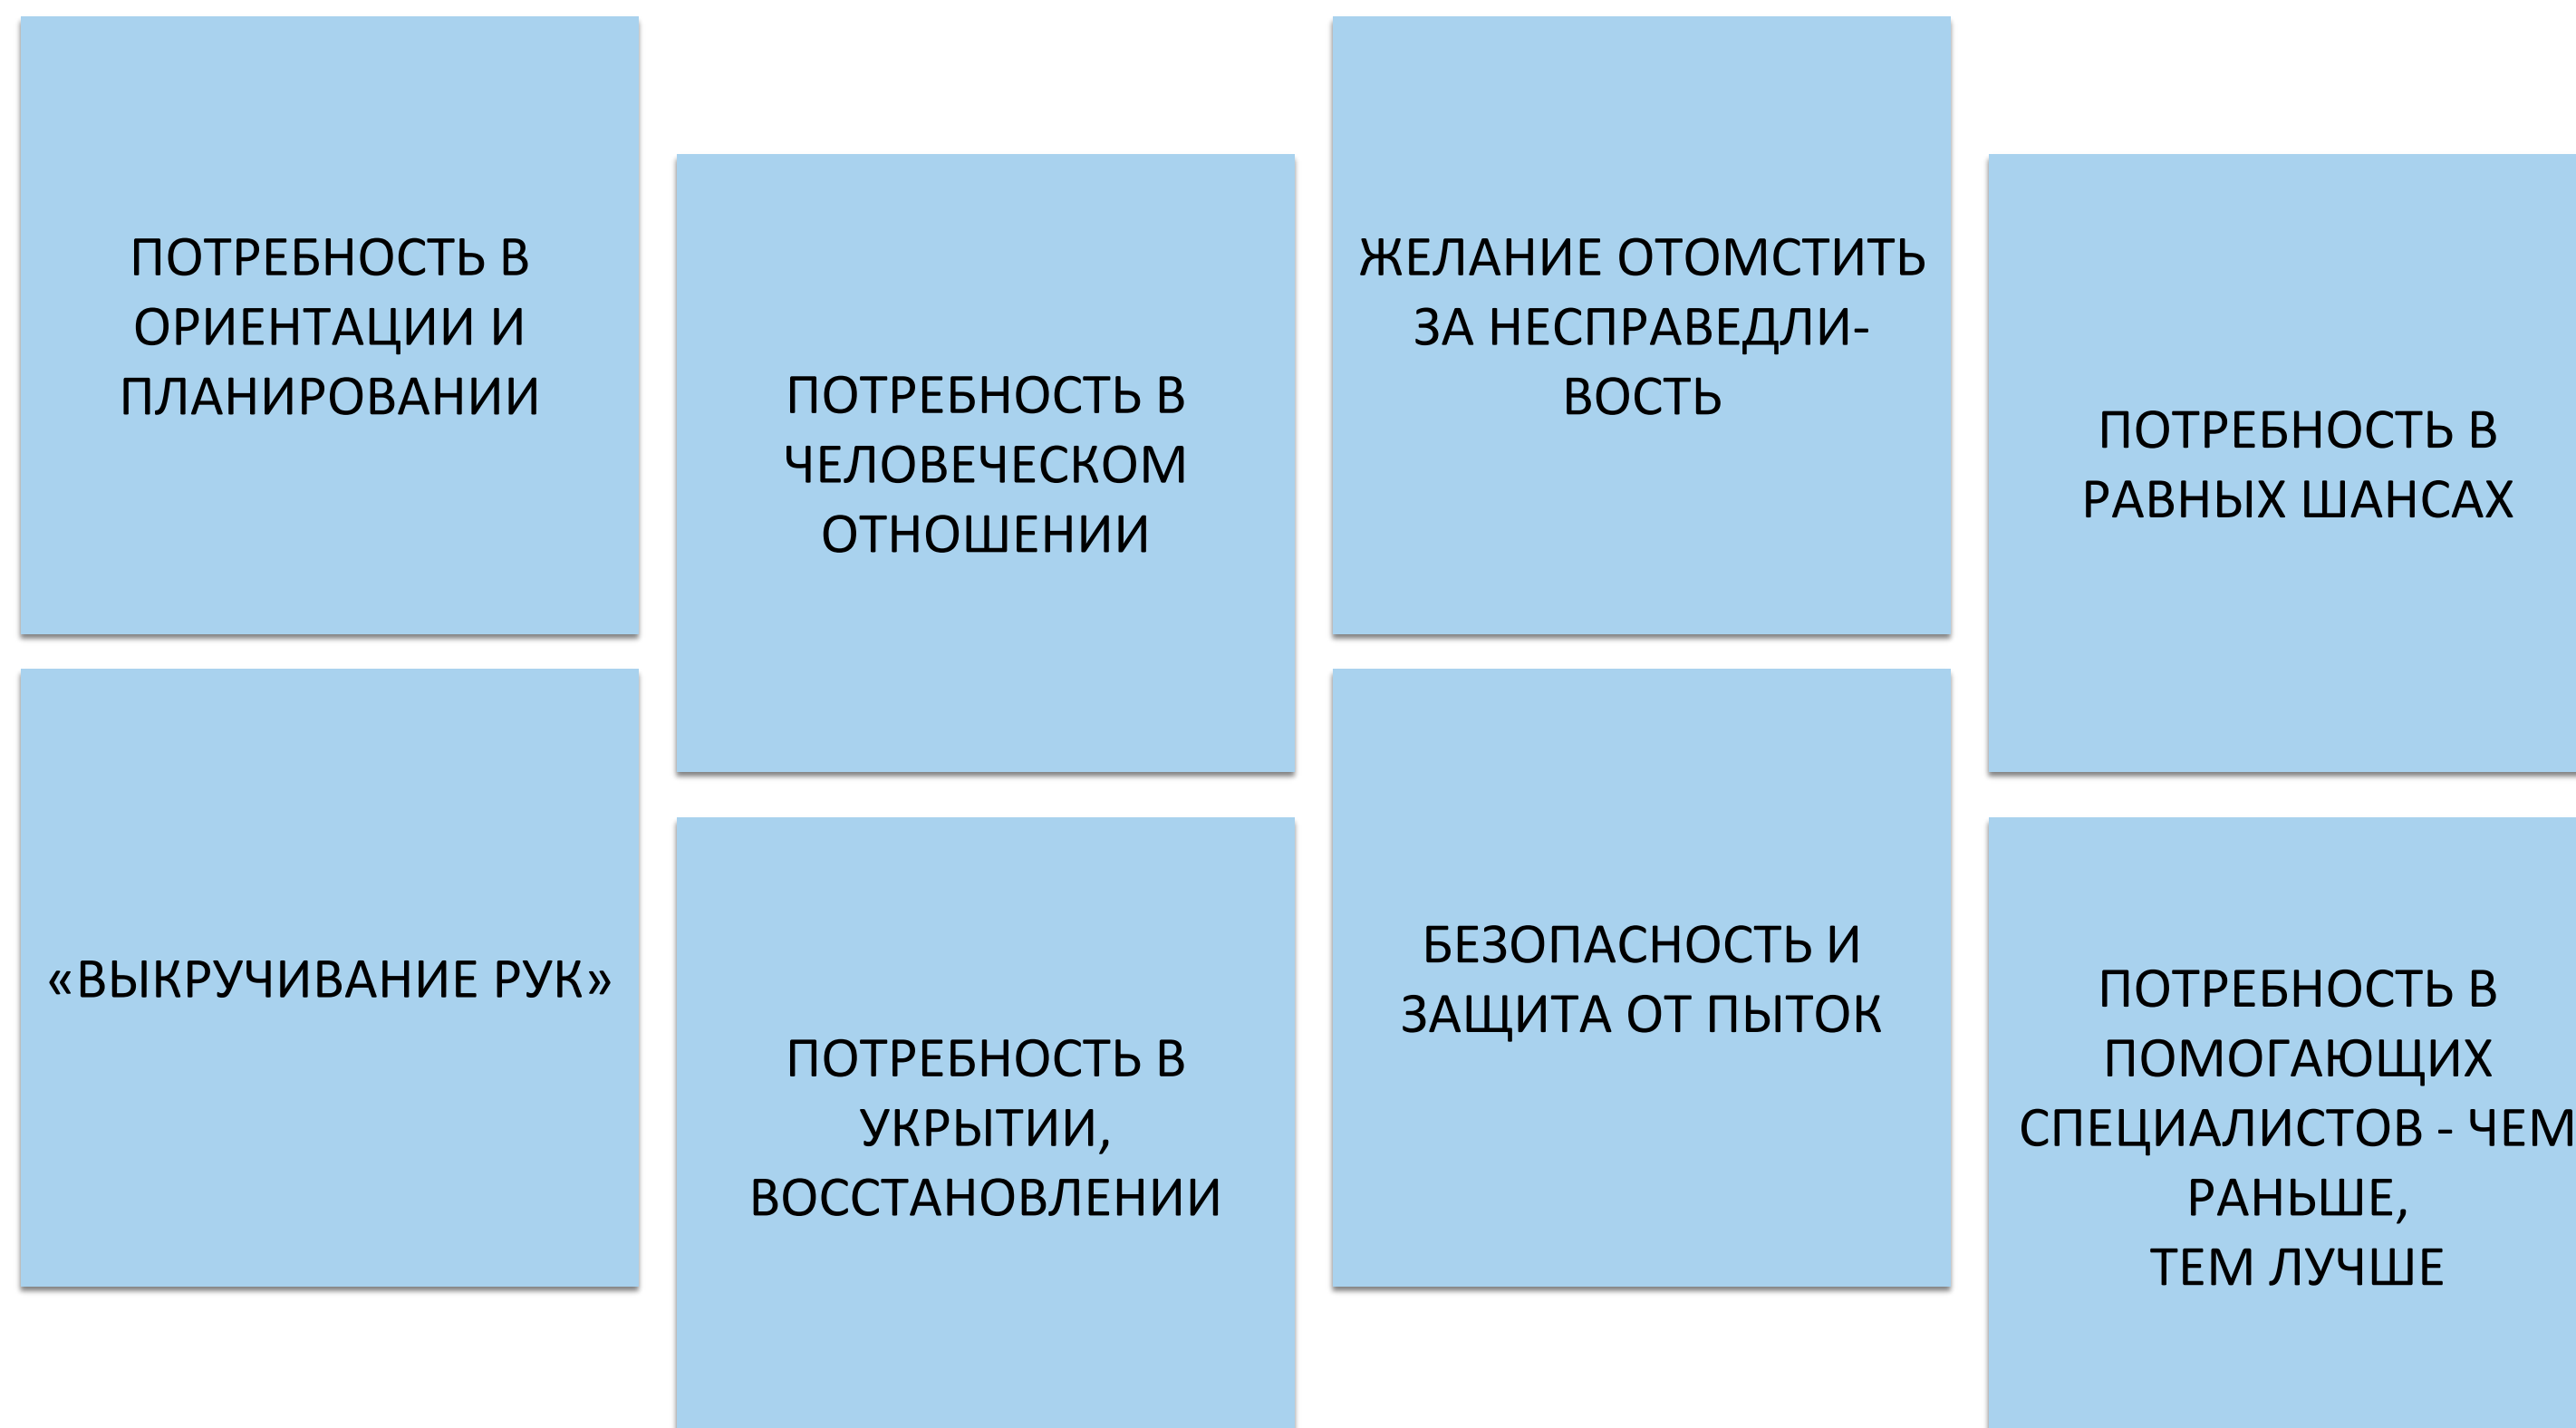 ПОТРЕБНОСТЬ В
ОРИЕНТАЦИИ И
ПЛАНИРОВАНИИ
ПОТРЕБНОСТЬ В
ЧЕЛОВЕЧЕСКОМ
ОТНОШЕНИИ
ЖЕЛАНИЕ ОТОМСТИТЬ
ЗА НЕСПРАВЕДЛИ-
ВОСТЬ
ПОТРЕБНОСТЬ В
РАВНЫХ ШАНСАХ
«ВЫКРУЧИВАНИЕ РУК»
ПОТРЕБНОСТЬ В
УКРЫТИИ,
ВОССТАНОВЛЕНИИ
БЕЗОПАСНОСТЬ И
ЗАЩИТА ОТ ПЫТОК
ПОТРЕБНОСТЬ В
ПОМОГАЮЩИХ
СПЕЦИАЛИСТОВ - ЧЕМ
РАНЬШЕ,
ТЕМ ЛУЧШЕ